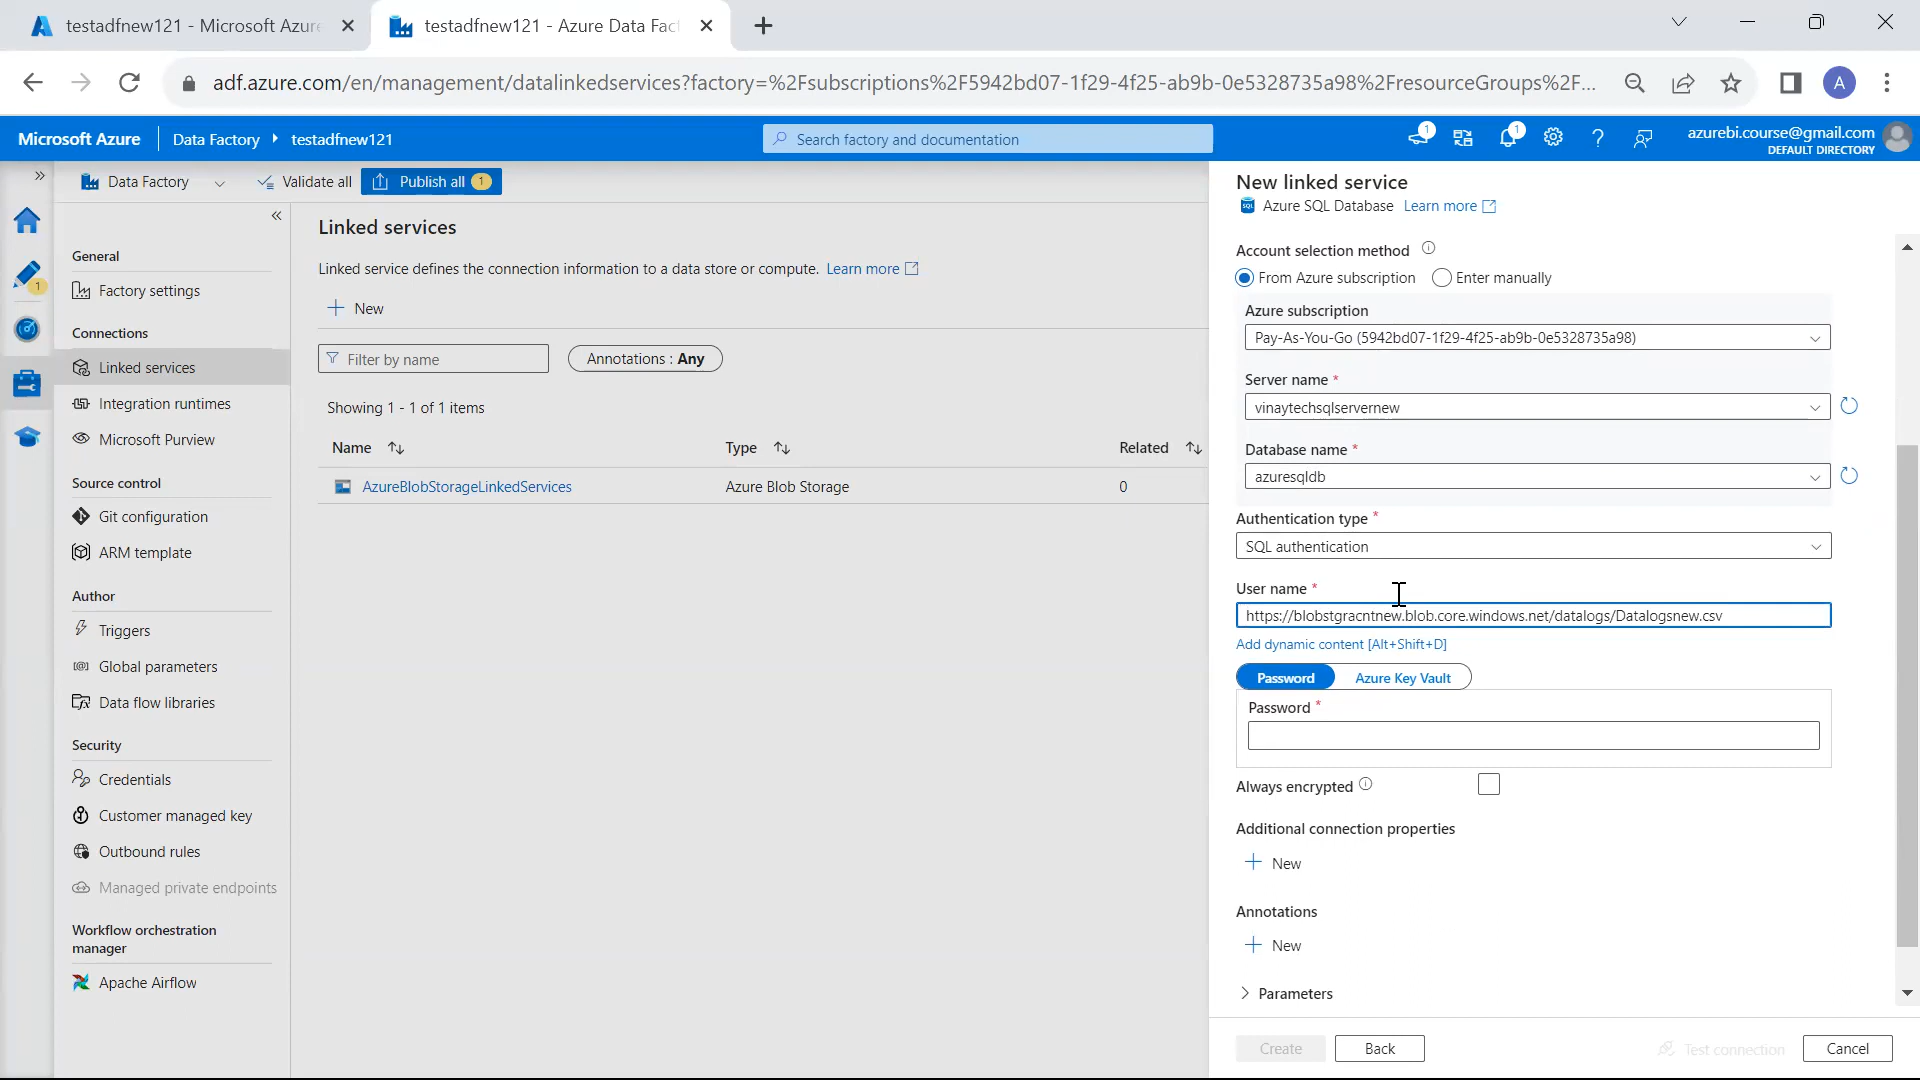 testadfnew121 - Microsoft Azure
testadfnew121 - Azure Data Fac
adf.azure.com/en/management/datalinkedservices?factory=%2Fsubscriptions%2F5942bd07-1f29-4f25-ab9b-0e5328735a98%2FresourceGroups%2F...
A
Microsoft Azure
Data Factory
testadfnew121
Search factory and documentation
1
1
azurebi.course@gmail.com
DEFAULT DIRECTORY
Data Factory
Validate all
Publish all 1
General
Factory settings
1
Connections
Linked services
Integration runtimes
Microsoft Purview
Source control
Git configuration
ARM template
Author
Triggers
Global parameters
Data flow libraries
Security
Credentials
Customer managed key
Outbound rules
Managed private endpoints
Workflow orchestration
manager
Apache Airflow
Linked services
Linked service defines the connection information to a data store or compute. Learn more
New
Filter by name
Annotations : Any
Showing 1 - 1 of 1 items
Name Type Related
AzureBlobStorageLinkedServices Azure Blob Storage 0
New linked service
SQL
Azure SQL Database Learn more
Account selection method
From Azure subscription Enter manually
Azure subscription
Pay-As-You-Go (5942bd07-1f29-4f25-ab9b-0e5328735a98)
Server name *
vinaytechsqlservernew
Database name *
azuresqldb
Authentication type *
SQL authentication
User name *
https://blobstgracntnew.blob.core.windows.net/datalogs/Datalogsnew.csv
Add dynamic content [Alt+Shift+D]
Password Azure Key Vault
Password *
Always encrypted
Additional connection properties
New
Annotations
New
Parameters
Create Back Test connection Cancel